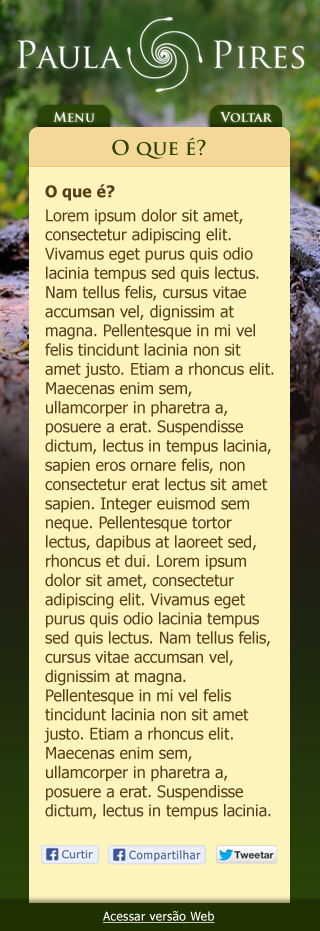 PAULA PIRES
MENU VOLTAR
O QUE É?
O que é?
Lorem ipsum dolor sit amet,
consectetur adipiscing elit.
Vivamus eget purus quis odio
lacinia tempus sed quis lectus.
Nam tellus felis, cursus vitae
accumsan vel, dignissim at
magna. Pellentesque in mi vel
felis tincidunt lacinia non sit
amet justo. Etiam a rhoncus elit.
Maecenas enim sem,
ullamcorper in pharetra a,
posuere a erat. Suspendisse
dictum, lectus in tempus lacinia,
sapien eros ornare felis, non
consectetur erat lectus sit amet
sapien. Integer euismod sem
neque. Pellentesque tortor
lectus, dapibus at laoreet sed,
rhoncus et dui. Lorem ipsum
dolor sit amet, consectetur
adipiscing elit. Vivamus eget
purus quis odio lacinia tempus
sed quis lectus. Nam tellus felis,
cursus vitae accumsan vel,
dignissim at magna.
Pellentesque in mi vel felis
tincidunt lacinia non sit amet
justo. Etiam a rhoncus elit.
Maecenas enim sem,
ullamcorper in pharetra a,
posuere a erat. Suspendisse
dictum, lectus in tempus lacinia.
Curtir Compartilhar Tweetar
Acessar versão Web